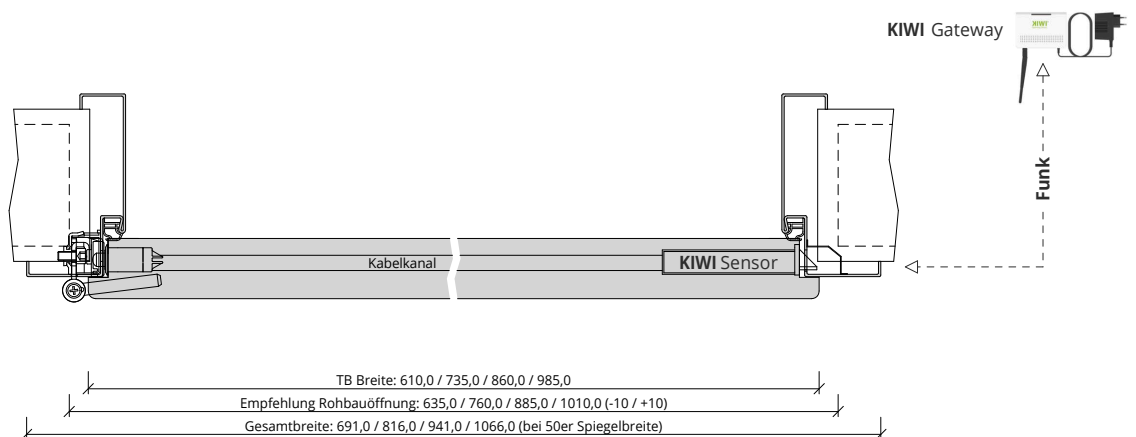 KIWI Gateway
KIWI
Funk
Kabelkanal
KIWI Sensor
TB Breite: 610,0 / 735,0 / 860,0 / 985,0
Empfehlung Rohbauöffnung: 635,0 / 760,0 / 885,0 / 1010,0 (-10 / +10)
Gesamtbreite: 691,0 / 816,0 / 941,0 / 1066,0 (bei 50er Spiegelbreite)